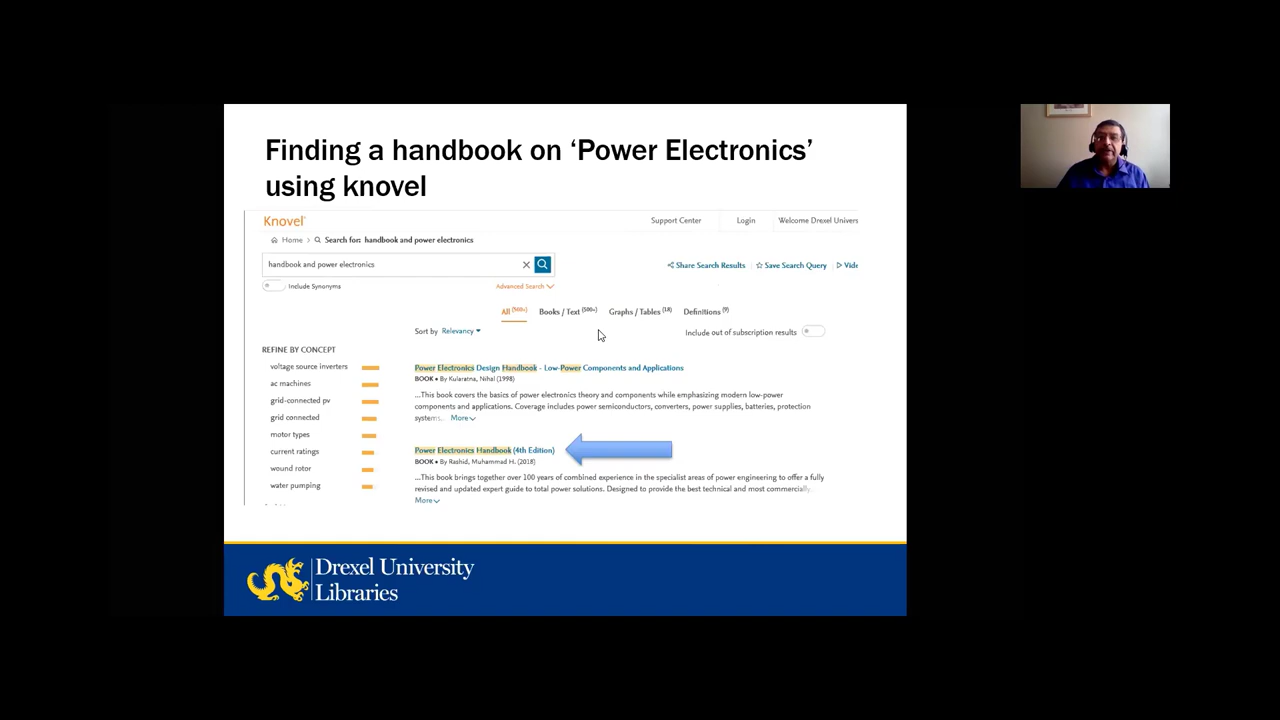 Finding a handbook on ‘Power Electronics’
using knovel
Knovel
Support Center
Login
Welcome Drexel Univers
Home > Search for: handbook and power electronics
handbook and power electronics
Share Search Results
Save Search Query
Vide
Include Synonyms
Advanced Search
All (500+)
Books / Text (500+)
Graphs / Tables (18)
Definitions (9)
Sort by Relevancy
Include out of subscription results
REFINE BY CONCEPT
voltage source inverters
ac machines
grid-connected pv
grid connected
motor types
current ratings
wound rotor
water pumping
Power Electronics Design Handbook - Low-Power Components and Applications
BOOK • By Kularatna, Nihal (1998)
...This book covers the basics of power electronics theory and components while emphasizing modern low-power
components and applications. Coverage includes power semiconductors, converters, power supplies, batteries, protection
systems... More
Power Electronics Handbook (4th Edition)
BOOK • By Rashid, Muhammad H. (2018)
...This book brings together over 100 years of combined experience in the specialist areas of power engineering to offer a fully
revised and updated expert guide to total power solutions. Designed to provide the best technical and most commercially
More
Drexel University
Libraries